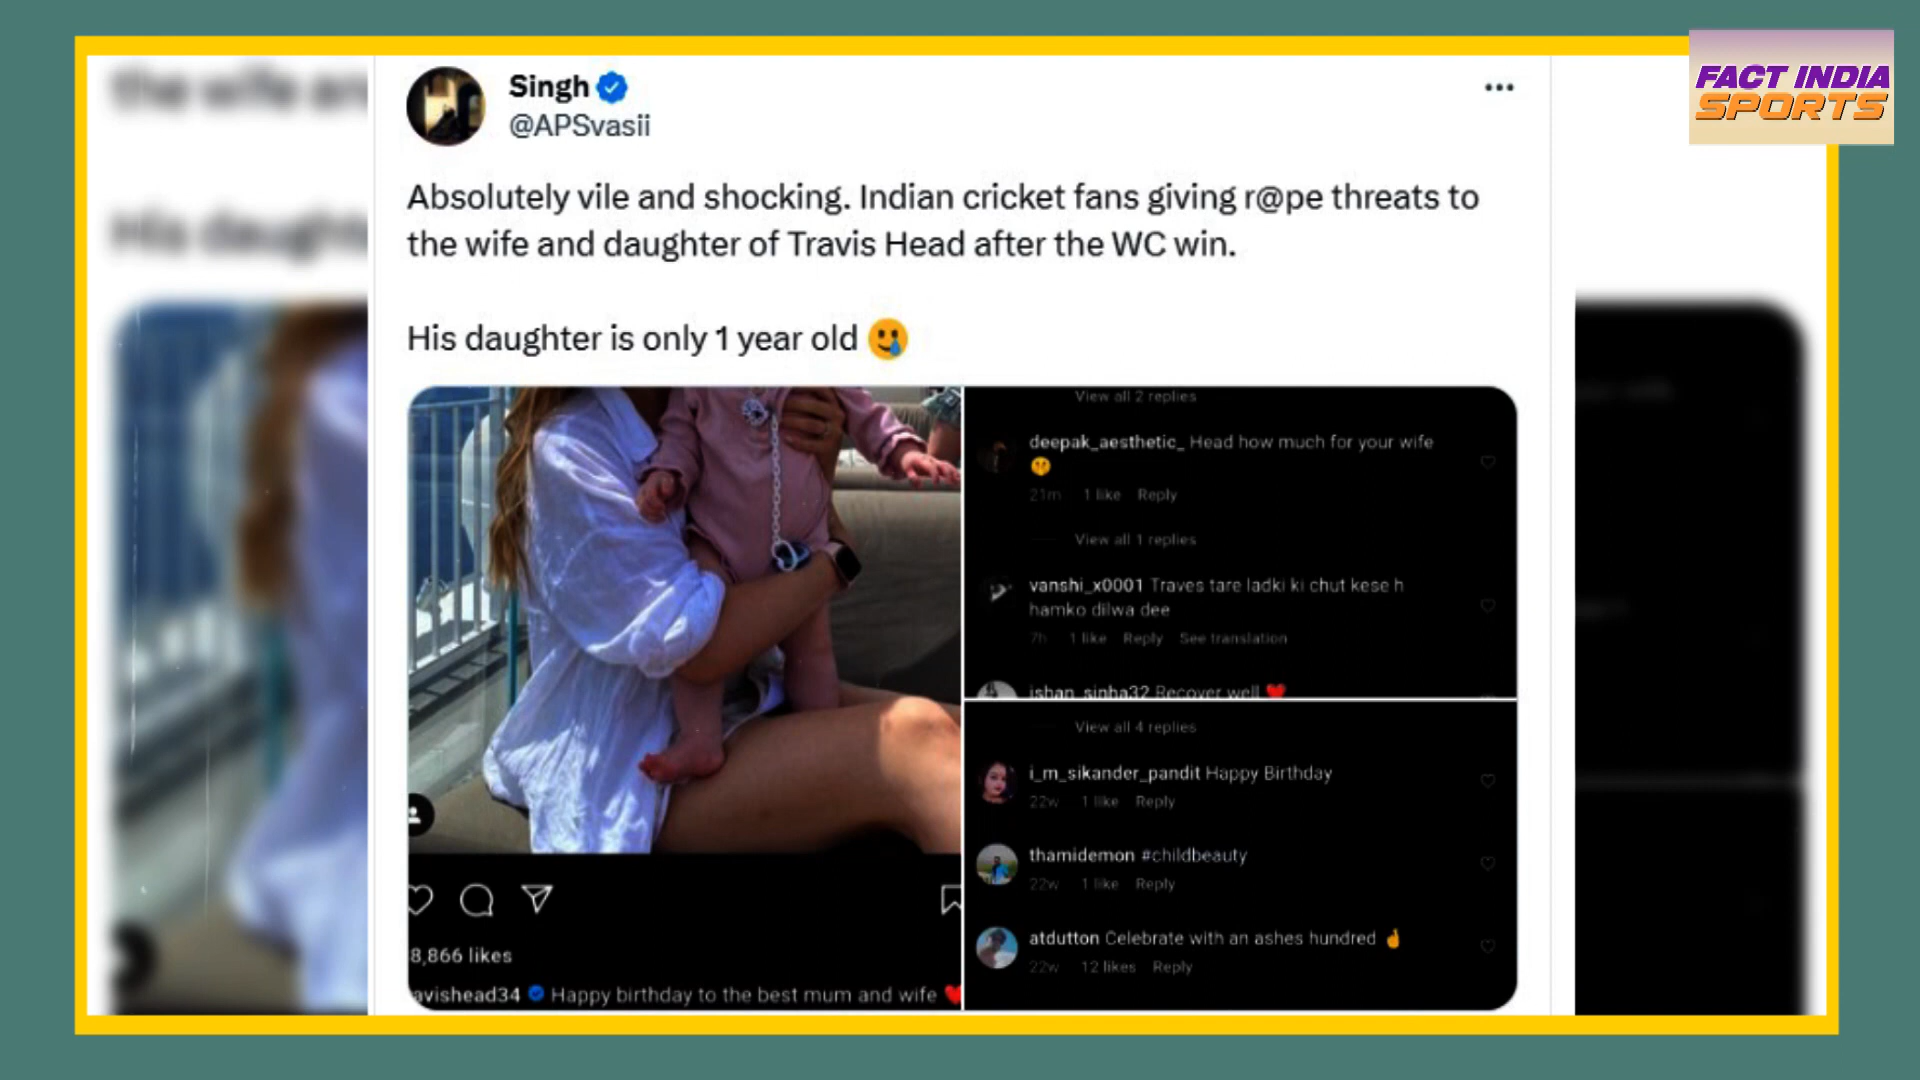 the wife an
His daught
FACT INDIA
SPORTS
Singh
@APSvasii
Absolutely vile and shocking. Indian cricket fans giving r@pe threats to
the wife and daughter of Travis Head after the WC win.
His daughter is only 1 year old 🥲
8,866 likes
avishead34 Happy birthday to the best mum and wife ❤️
View all 2 replies
deepak_aesthetic_ Head how much for your wife
🤫
21m 1 like Reply
View all 1 replies
vanshi_x0001 Traves tare ladki ki chut kese h
hamko dilwa dee
7h 1 like Reply See translation
ishan_sinha32 Recover well ❤️
View all 4 replies
i_m_sikander_pandit Happy Birthday
22w 1 like Reply
thamidemon #childbeauty
22w 1 like Reply
atdutton Celebrate with an ashes hundred 🤞
22w 12 likes Reply